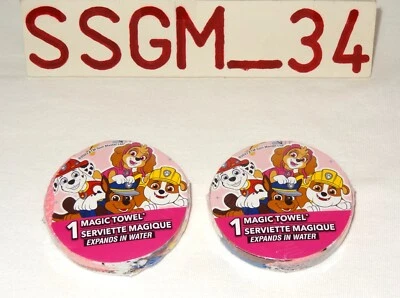 SSGM_34
1 MAGIC TOWEL
SERVIETTE MAGIQUE
EXPANDS IN WATER
1 MAGIC TOWEL
SERVIETTE MAGIQUE
EXPANDS IN WATER